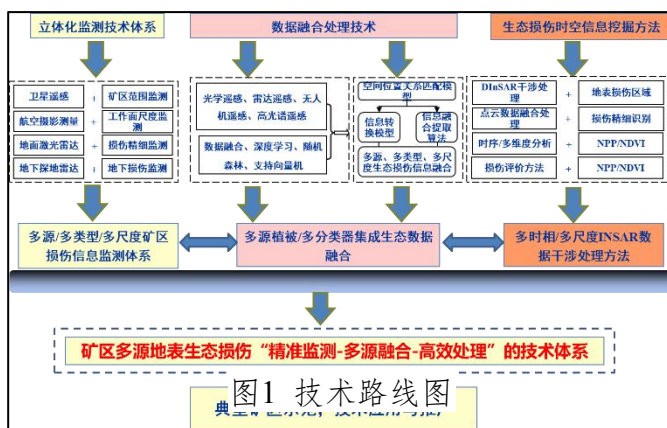 立体化监测技术体系
数据融合处理技术
生态损伤时空信息挖掘方法
卫星遥感 + 矿区范围监测
航空摄影测量 + 工作面尺度监测
地面激光雷达 + 损伤精细监测
地下探地雷达 + 地下损伤监测
光学遥感、雷达遥感、无人
机遥感、高光谱遥感
数据融合、深度学习、随机
森林、支持向量机
空间位置关系匹配模
型
信息转
换模型
信息融
合提取
算法
多源、多类型、多尺
度生态损伤信息融合
DInSAR干涉处
理 + 地表损伤区域
点云数据融合处
理 + 损伤精细识别
时序/多维度分析 + NPP/NDVI
损伤评价方法 + NPP/NDVI
多源/多类型/多尺度矿区
损伤信息监测体系
多源植被/多分类器集成生态数据
融合
多时相/多尺度INSAR数
据干涉处理方法
矿区多源地表生态损伤“精准监测-多源融合-高效处理”的技术体系
图1 技术路线图